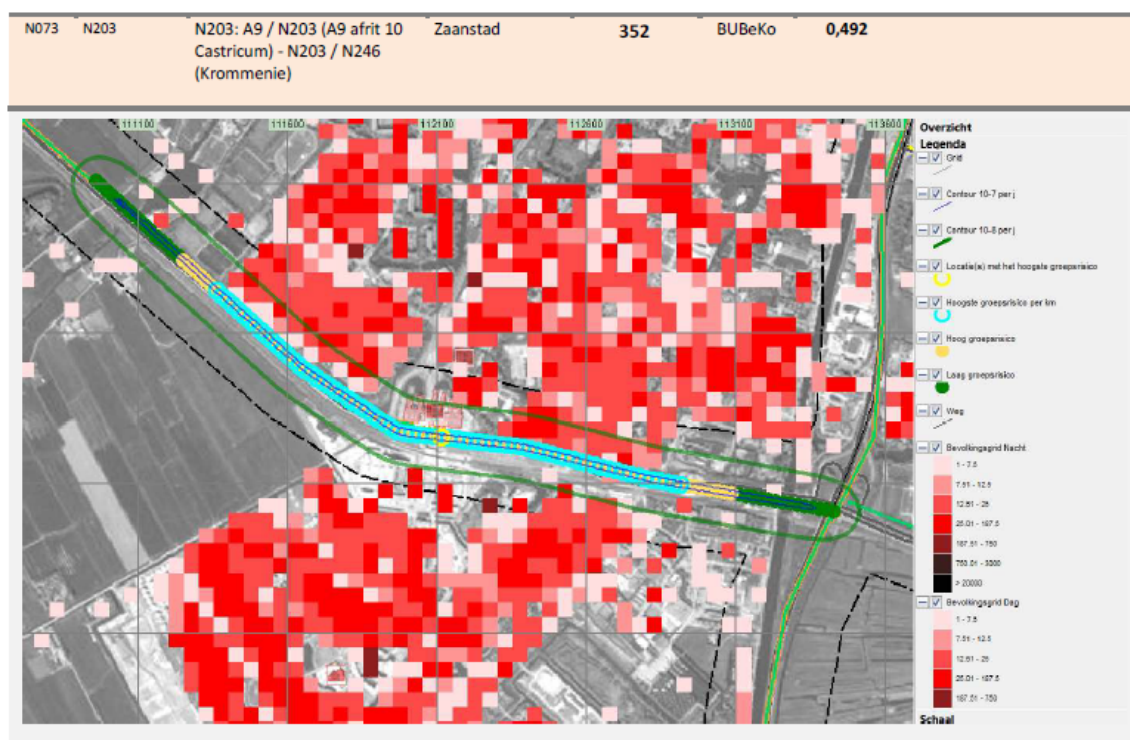 N073 N203 N203: A9 / N203 (A9 afrit 10 Zaanstad 352 BUBeKo 0,492
Castricum) - N203 / N246
(Krommenie)
111100 111600 112100 112600 113100 113600
Overzicht
Legenda
Grid
Contour 10-7 per j
Contour 10-8 per j
Locatie(s) met het hoogste groepsrisico
Hoogste groepsrisico per km
Hoog groepsrisico
Laag groepsrisico
Weg
Bevolkingsgrid Nacht
1 - 7.5
7.51 - 12.5
12.51 - 25
25.01 - 187.5
187.51 - 750
750.01 - 3000
> 20000
Bevolkingsgrid Dag
1 - 7.5
7.51 - 12.5
12.51 - 25
25.01 - 187.5
187.51 - 750
Schaal